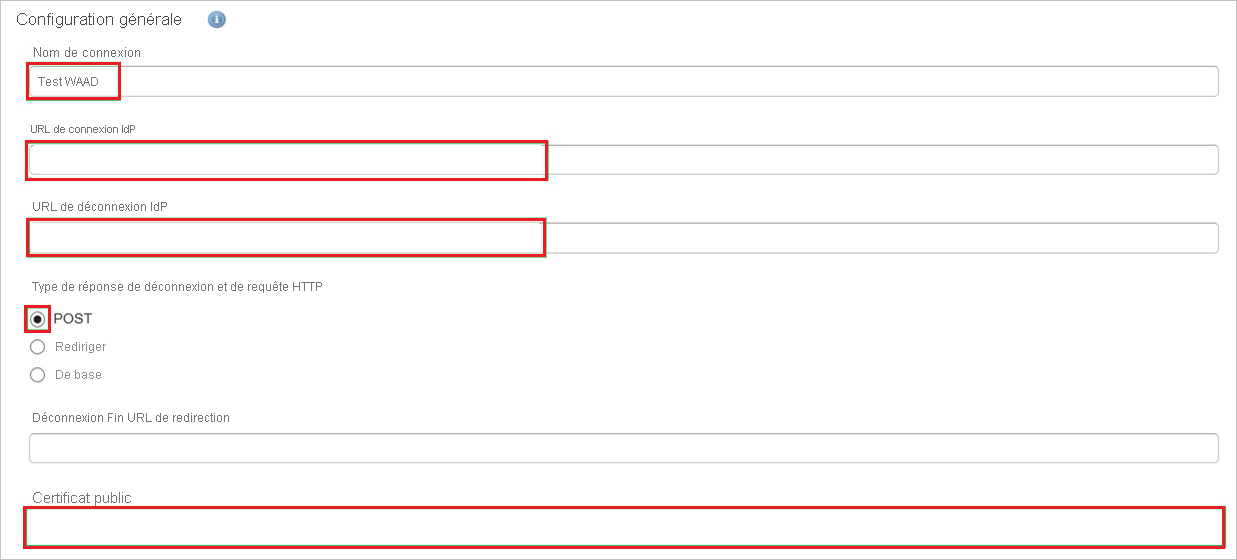 Configuration générale
Nom de connexion
Test WAAD
URL de connexion IdP
URL de déconnexion IdP
Type de réponse de déconnexion et de requête HTTP
POST
Rediriger
De base
Déconnexion Fin URL de redirection
Certificat public